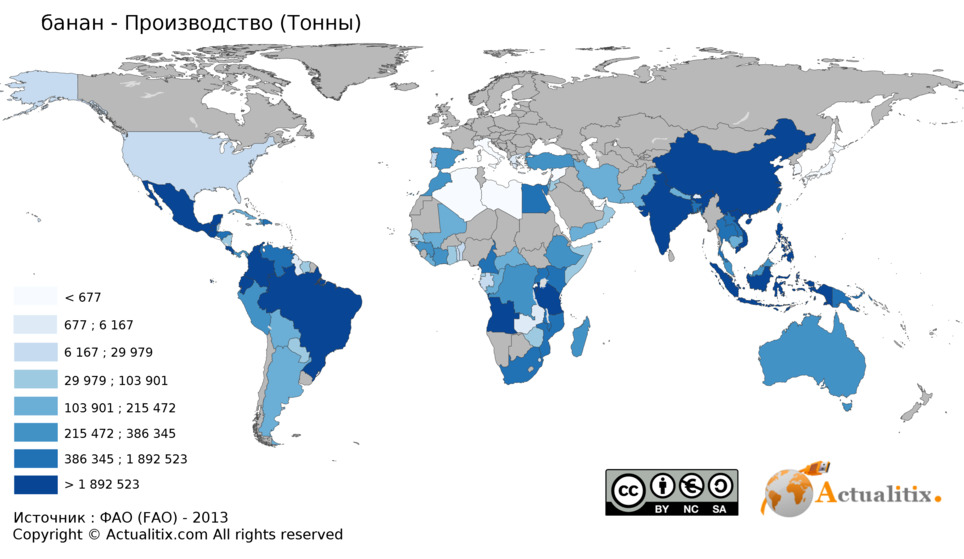 банан - Производство (Тонны)
< 677
677 ; 6 167
6 167 ; 29 979
29 979 ; 103 901
103 901 ; 215 472
215 472 ; 386 345
386 345 ; 1 892 523
> 1 892 523
Источник : ФАО (FAO) - 2013
Copyright © Actualitix.com All rights reserved
cc
BY NC SA
Actualitix.